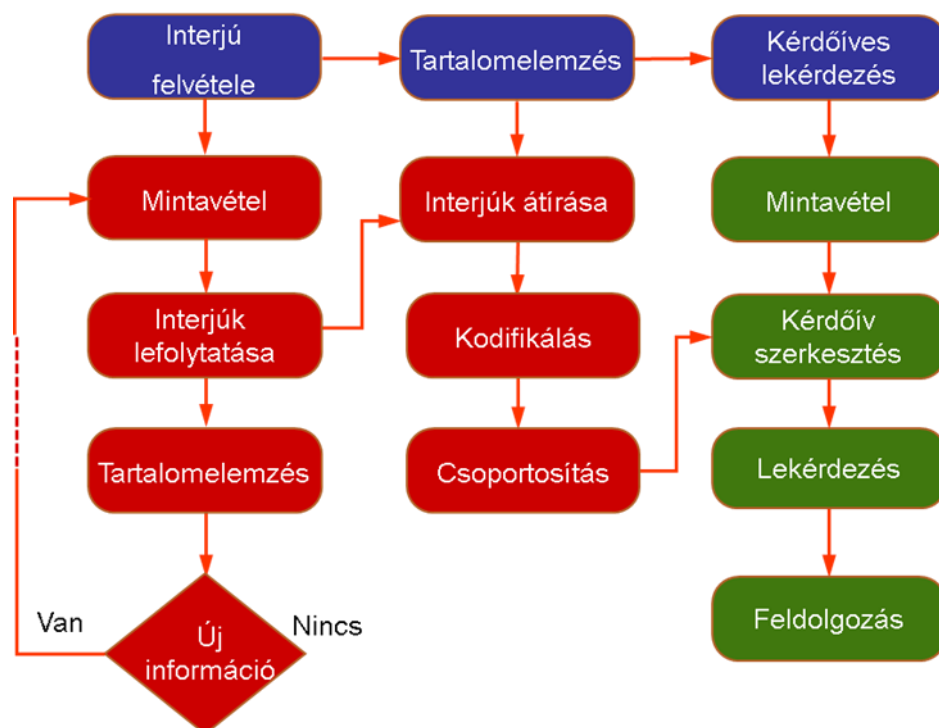 Interjú
felvétele
Tartalomelemzés
Kérdőíves
lekérdezés
Mintavétel
Interjúk átírása
Mintavétel
Interjúk
lefolytatása
Kodifikálás
Kérdőív
szerkesztés
Tartalomelemzés
Csoportosítás
Lekérdezés
Van
Új
információ
Nincs
Feldolgozás